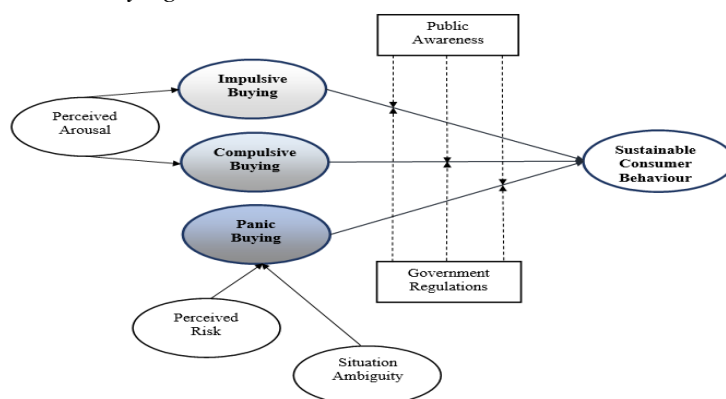 Public
Awareness
Impulsive
Buying
Perceived
Arousal
Compulsive
Buying
Sustainable
Consumer
Behaviour
Panic
Buying
Government
Regulations
Perceived
Risk
Situation
Ambiguity